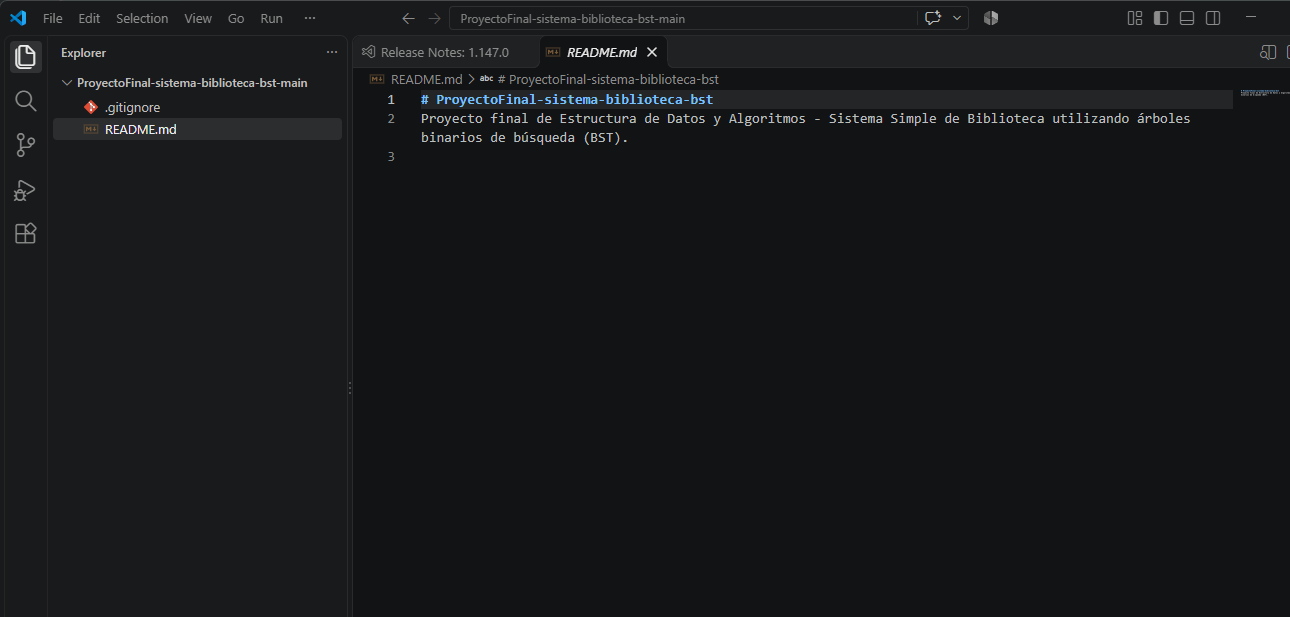 File Edit Selection View Go Run ···
ProyectoFinal-sistema-biblioteca-bst-main
Explorer ···
ProyectoFinal-sistema-biblioteca-bst-main
.gitignore
README.md
Release Notes: 1.147.0
README.md
README.md > abc # ProyectoFinal-sistema-biblioteca-bst
1 # ProyectoFinal-sistema-biblioteca-bst
2 Proyecto final de Estructura de Datos y Algoritmos - Sistema Simple de Biblioteca utilizando árboles
binarios de búsqueda (BST).
3